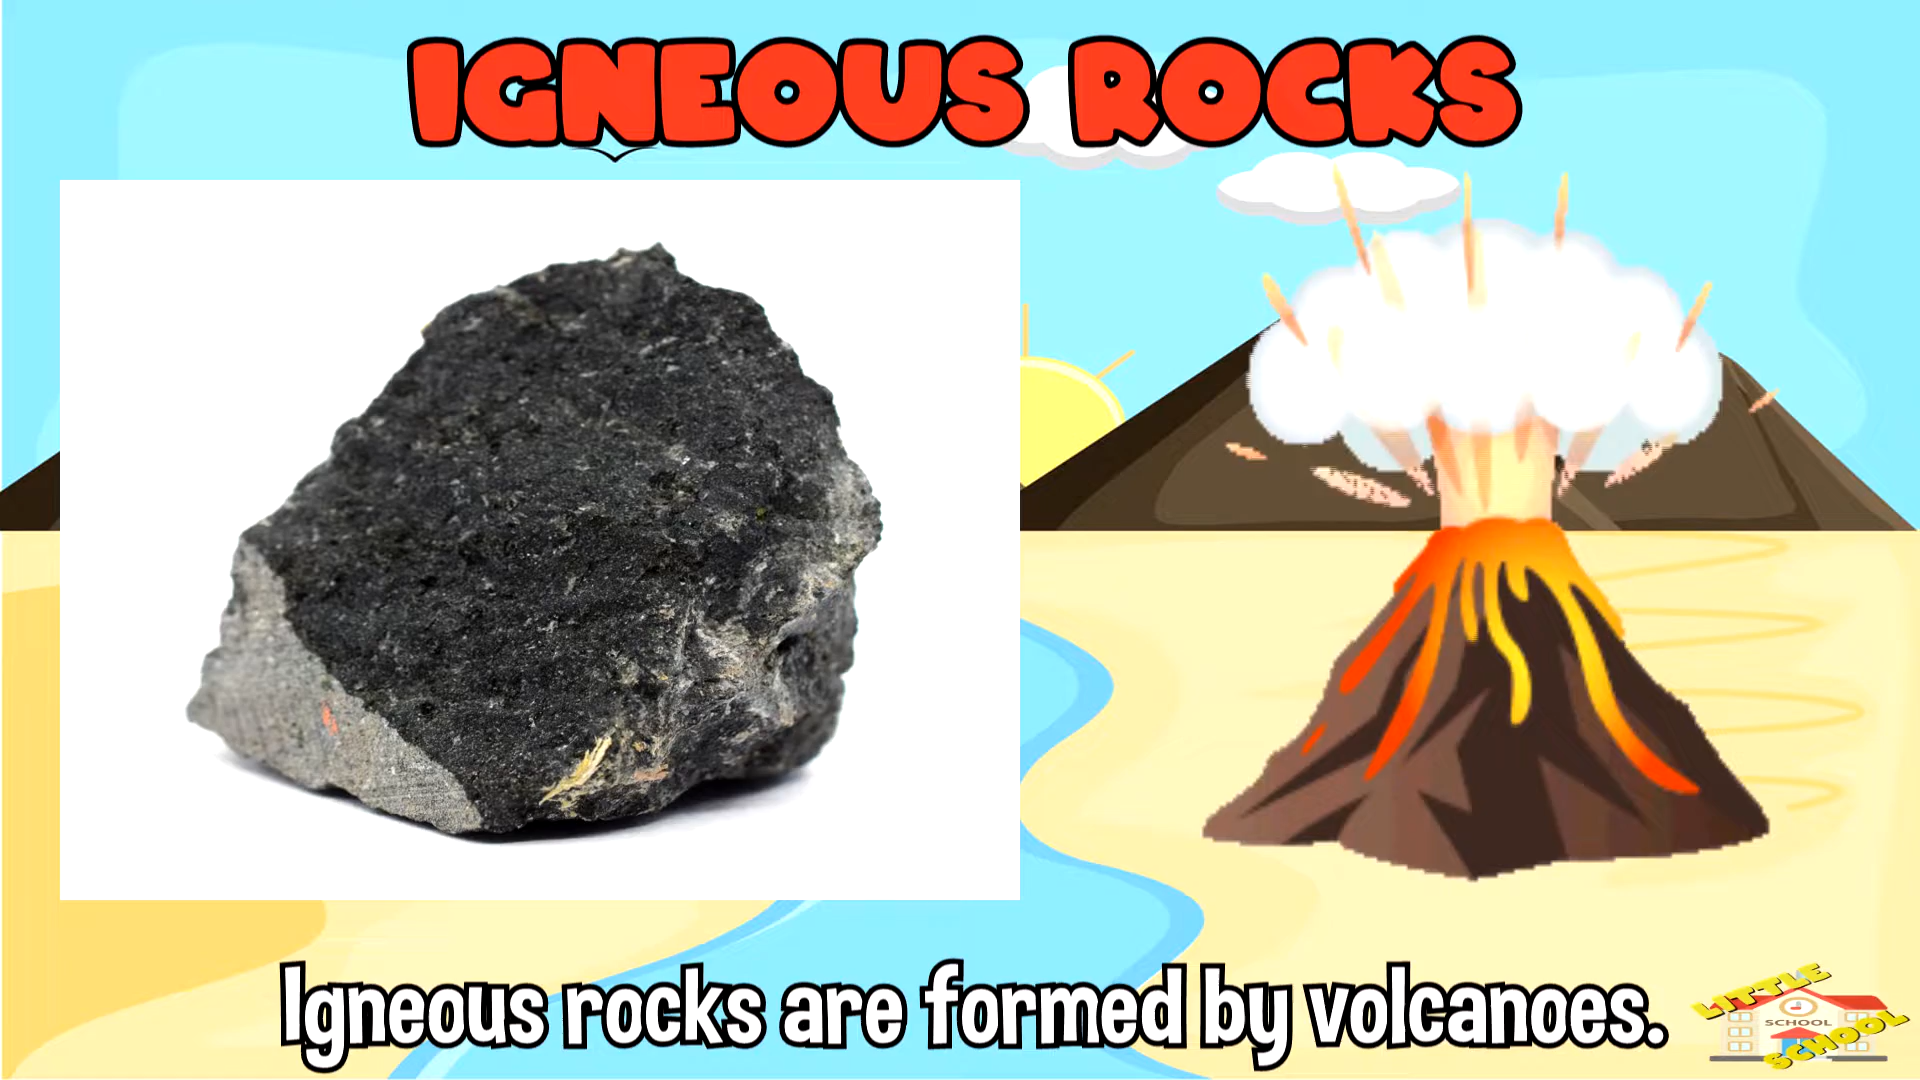 IGNEOUS ROCKS
Igneous rocks are formed by volcanoes.
LITTLE
SCHOOL
SCHOOL